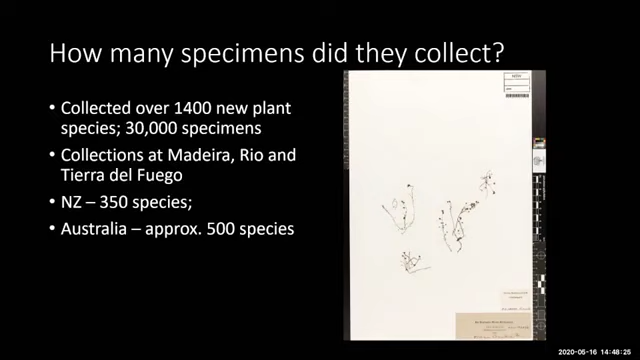 How many specimens did they collect?
• Collected over 1400 new plant
species; 30,000 specimens
• Collections at Madeira, Rio and
Tierra del Fuego
• NZ – 350 species;
• Australia – approx. 500 species
2020-05-16 14:48:25